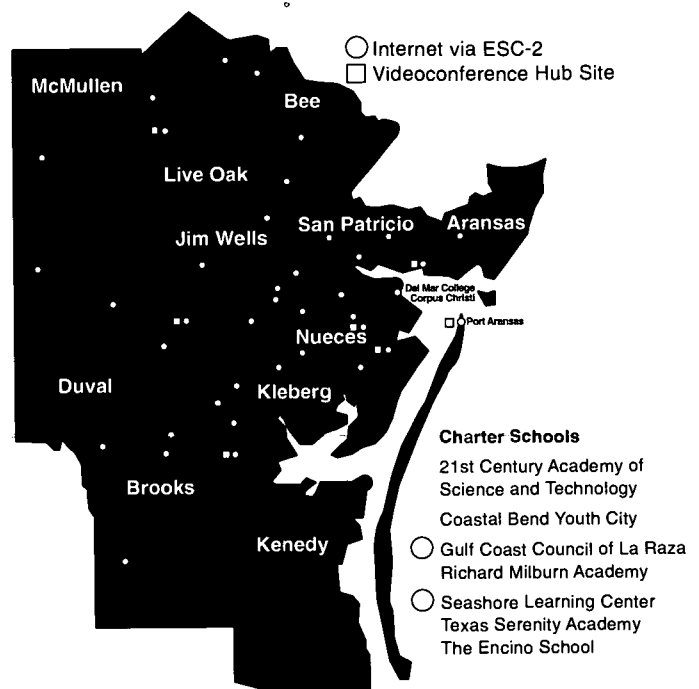 Internet via ESC-2
Videoconference Hub Site
McMullen
Bee
Live Oak
San Patricio
Aransas
Jim Wells
Del Mar College
Corpus Christi
Port Aransas
Nueces
Duval
Kleberg
Brooks
Kenedy
Charter Schools
21st Century Academy of
Science and Technology
Coastal Bend Youth City
Gulf Coast Council of La Raza
Richard Milburn Academy
Seashore Learning Center
Texas Serenity Academy
The Encino School